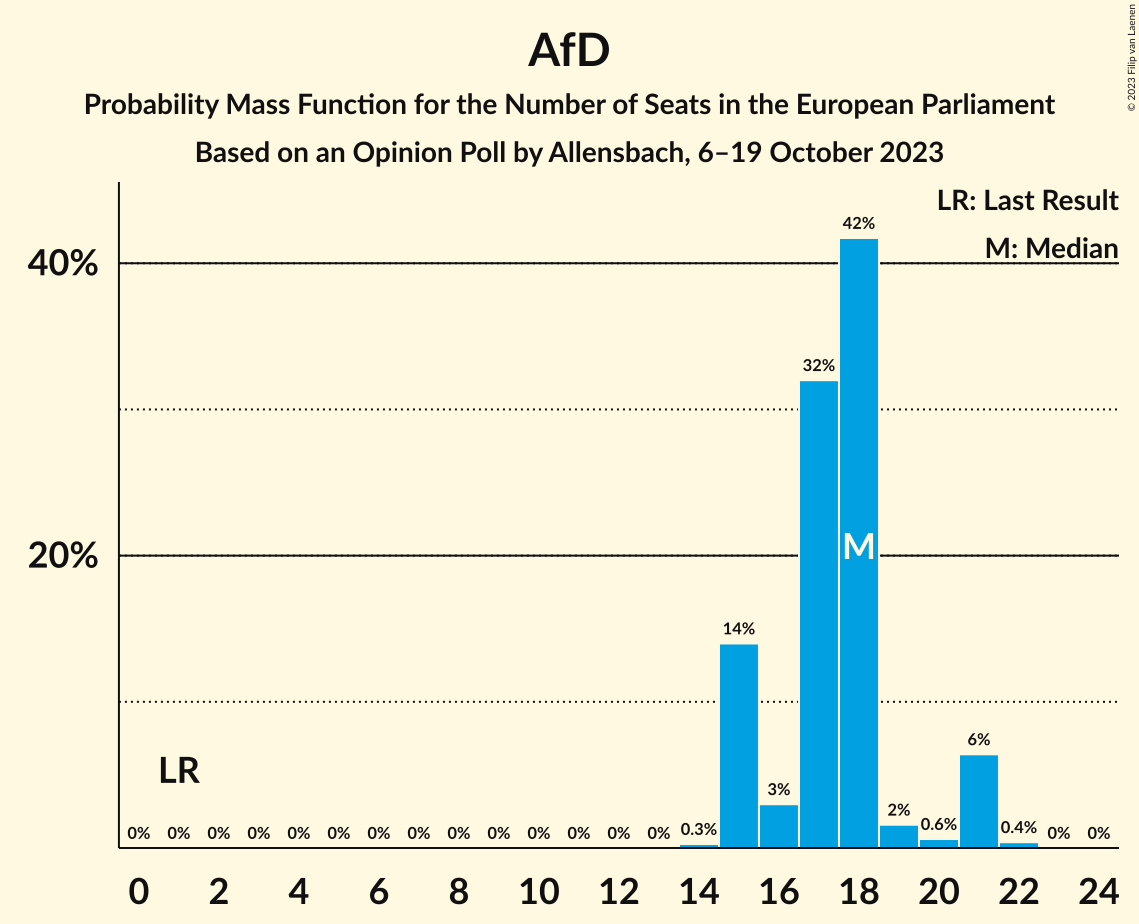 AfD
Probability Mass Function for the Number of Seats in the European Parliament
Based on an Opinion Poll by Allensbach, 6–19 October 2023
© 2023 Filip van Laenen
LR: Last Result
M: Median
40%
20%
42%
32%
M
14%
LR
6%
3%
0% 0% 0% 0% 0% 0% 0% 0% 0% 0% 0% 0% 0% 0% 0.3% 2% 0.6% 0.4% 0% 0%
0 2 4 6 8 10 12 14 16 18 20 22 24